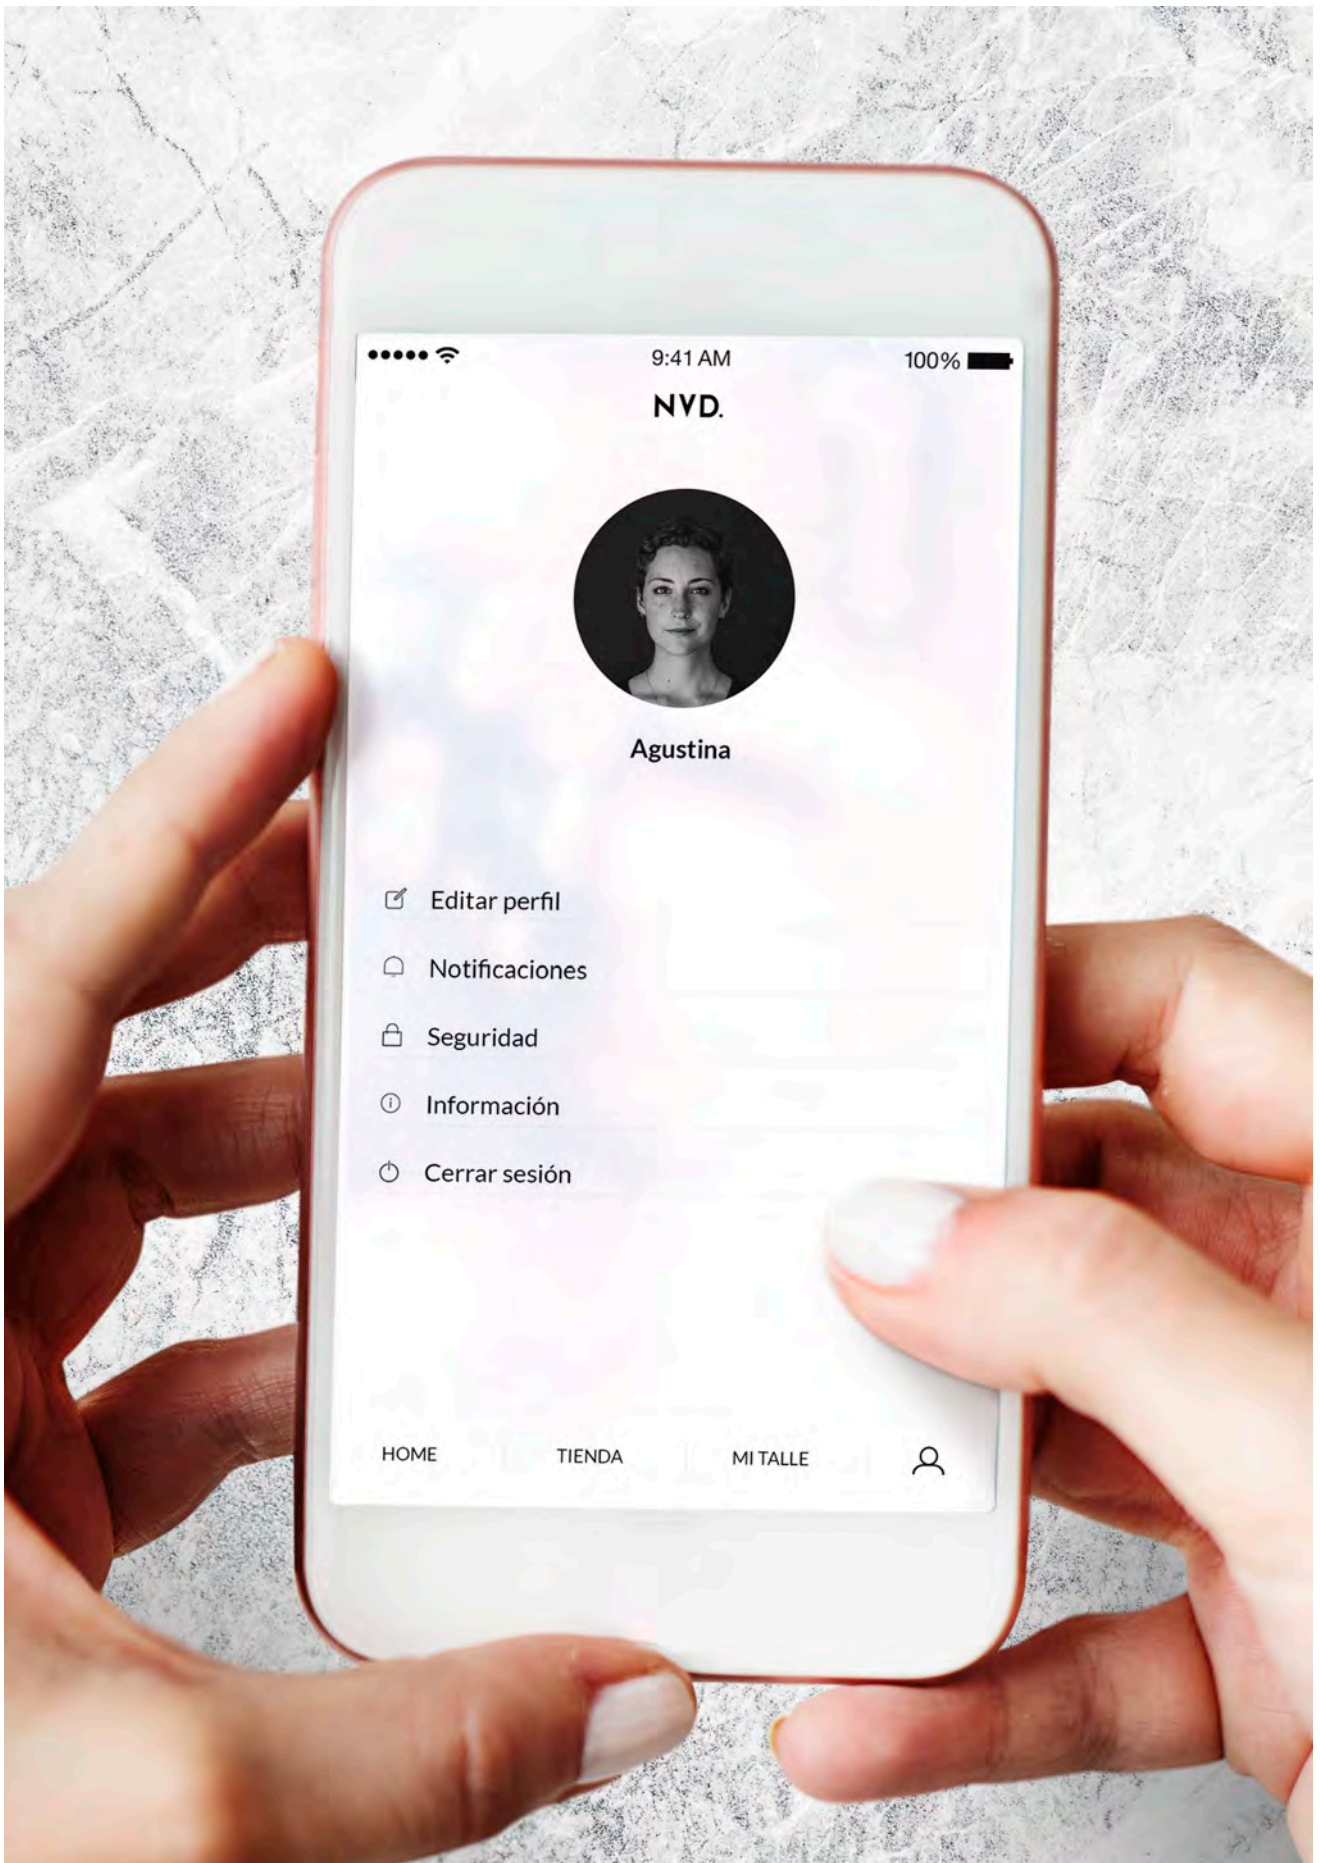 9:41 AM
100%
NVD.
Agustina
Editar perfil
Notificaciones
Seguridad
Información
Cerrar sesión
HOME
TIENDA
MI TALLE